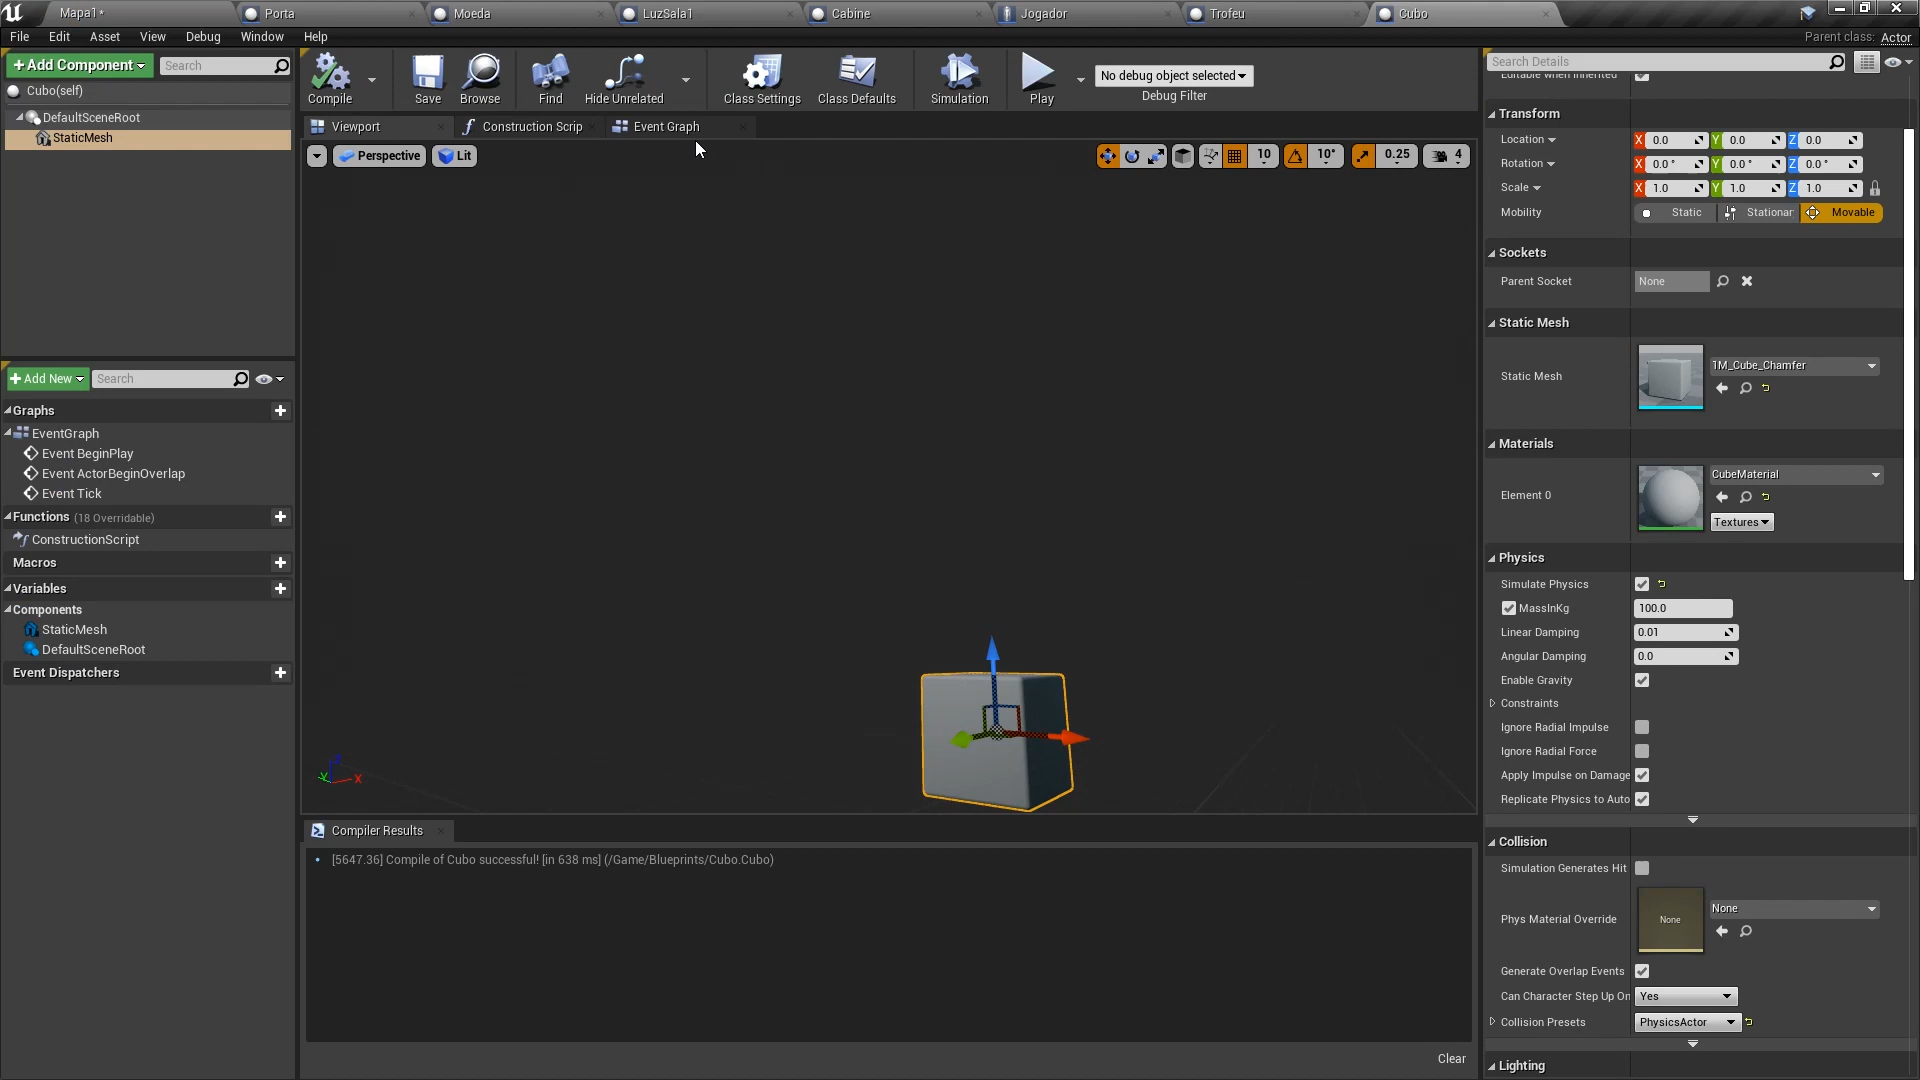 Mapa1*
Porta
Moeda
LuzSala1
Cabine
Jogador
Trofeu
Cubo
File Edit Asset View Debug Window Help
Parent class: Actor
+ Add Component
Search
Cubo(self)
DefaultSceneRoot
StaticMesh
Compile
Save
Browse
Find
Hide Unrelated
Class Settings
Class Defaults
Simulation
Play
No debug object selected
Debug Filter
Viewport
Construction Scrip
Event Graph
Perspective
Lit
10
10°
0.25
4
X
Y
Add New
Search
Graphs
EventGraph
Event BeginPlay
Event ActorBeginOverlap
Event Tick
Functions (18 Overridable)
ConstructionScript
Macros
Variables
Components
StaticMesh
DefaultSceneRoot
Event Dispatchers
Compiler Results
[5647.36] Compile of Cubo successful! [in 638 ms] (/Game/Blueprints/Cubo.Cubo)
Clear
Search Details
Editable when Inherited
Transform
Location X 0.0 Y 0.0 Z 0.0
Rotation X 0.0 ° Y 0.0 ° Z 0.0 °
Scale X 1.0 Y 1.0 Z 1.0
Mobility Static Stationar Movable
Sockets
Parent Socket None
Static Mesh
Static Mesh 1M_Cube_Chamfer
Materials
Element 0 CubeMaterial
Textures
Physics
Simulate Physics
MassInKg 100.0
Linear Damping 0.01
Angular Damping 0.0
Enable Gravity
Constraints
Ignore Radial Impulse
Ignore Radial Force
Apply Impulse on Damage
Replicate Physics to Auto
Collision
Simulation Generates Hit
Phys Material Override None None
Generate Overlap Events
Can Character Step Up On Yes
Collision Presets PhysicsActor
Lighting